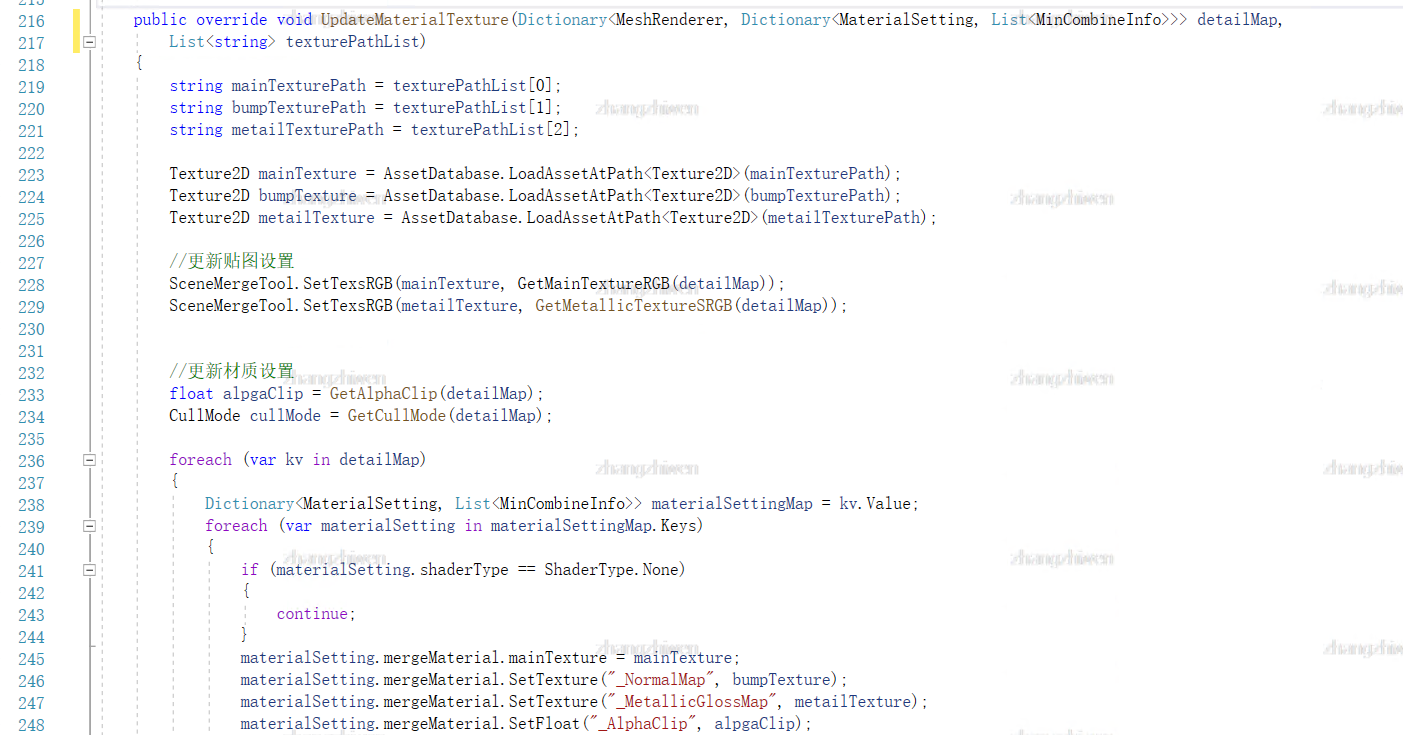 216 public override void UpdateMaterialTexture(Dictionary<MeshRenderer, Dictionary<MaterialSetting, List<MinCombineInfo>>> detailMap,
217 List<string> texturePathList)
218 {
219 string mainTexturePath = texturePathList[0];
220 string bumpTexturePath = texturePathList[1];
221 string metailTexturePath = texturePathList[2];
222
223 Texture2D mainTexture = AssetDatabase.LoadAssetAtPath<Texture2D>(mainTexturePath);
224 Texture2D bumpTexture = AssetDatabase.LoadAssetAtPath<Texture2D>(bumpTexturePath);
225 Texture2D metailTexture = AssetDatabase.LoadAssetAtPath<Texture2D>(metailTexturePath);
226
227 //更新贴图设置
228 SceneMergeTool.SetTexsRGB(mainTexture, GetMainTextureRGB(detailMap));
229 SceneMergeTool.SetTexsRGB(metailTexture, GetMetallicTextureSRGB(detailMap));
230
231
232 //更新材质设置
233 float alpgaClip = GetAlphaClip(detailMap);
234 CullMode cullMode = GetCullMode(detailMap);
235
236 foreach (var kv in detailMap)
237 {
238 Dictionary<MaterialSetting, List<MinCombineInfo>> materialSettingMap = kv.Value;
239 foreach (var materialSetting in materialSettingMap.Keys)
240 {
241 if (materialSetting.shaderType == ShaderType.None)
242 {
243 continue;
244 }
245 materialSetting.mergeMaterial.mainTexture = mainTexture;
246 materialSetting.mergeMaterial.SetTexture("_NormalMap", bumpTexture);
247 materialSetting.mergeMaterial.SetTexture("_MetallicGlossMap", metailTexture);
248 materialSetting.mergeMaterial.SetFloat("_AlphaClip", alpgaClip);